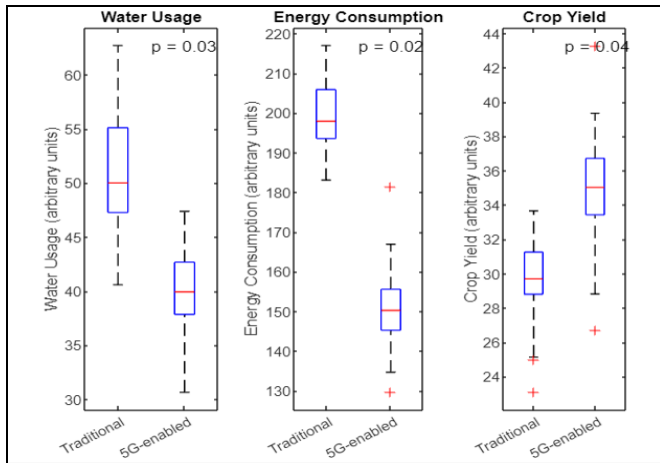 Water Usage
p = 0.03
Water Usage (arbitrary units)
60
55
50
45
40
35
30
Traditional
5G-enabled
Energy Consumption
p = 0.02
Energy Consumption (arbitrary units)
220
210
200
190
180
170
160
150
140
130
Traditional
5G-enabled
Crop Yield
p = 0.04
Crop Yield (arbitrary units)
44
42
40
38
36
34
32
30
28
26
24
Traditional
5G-enabled